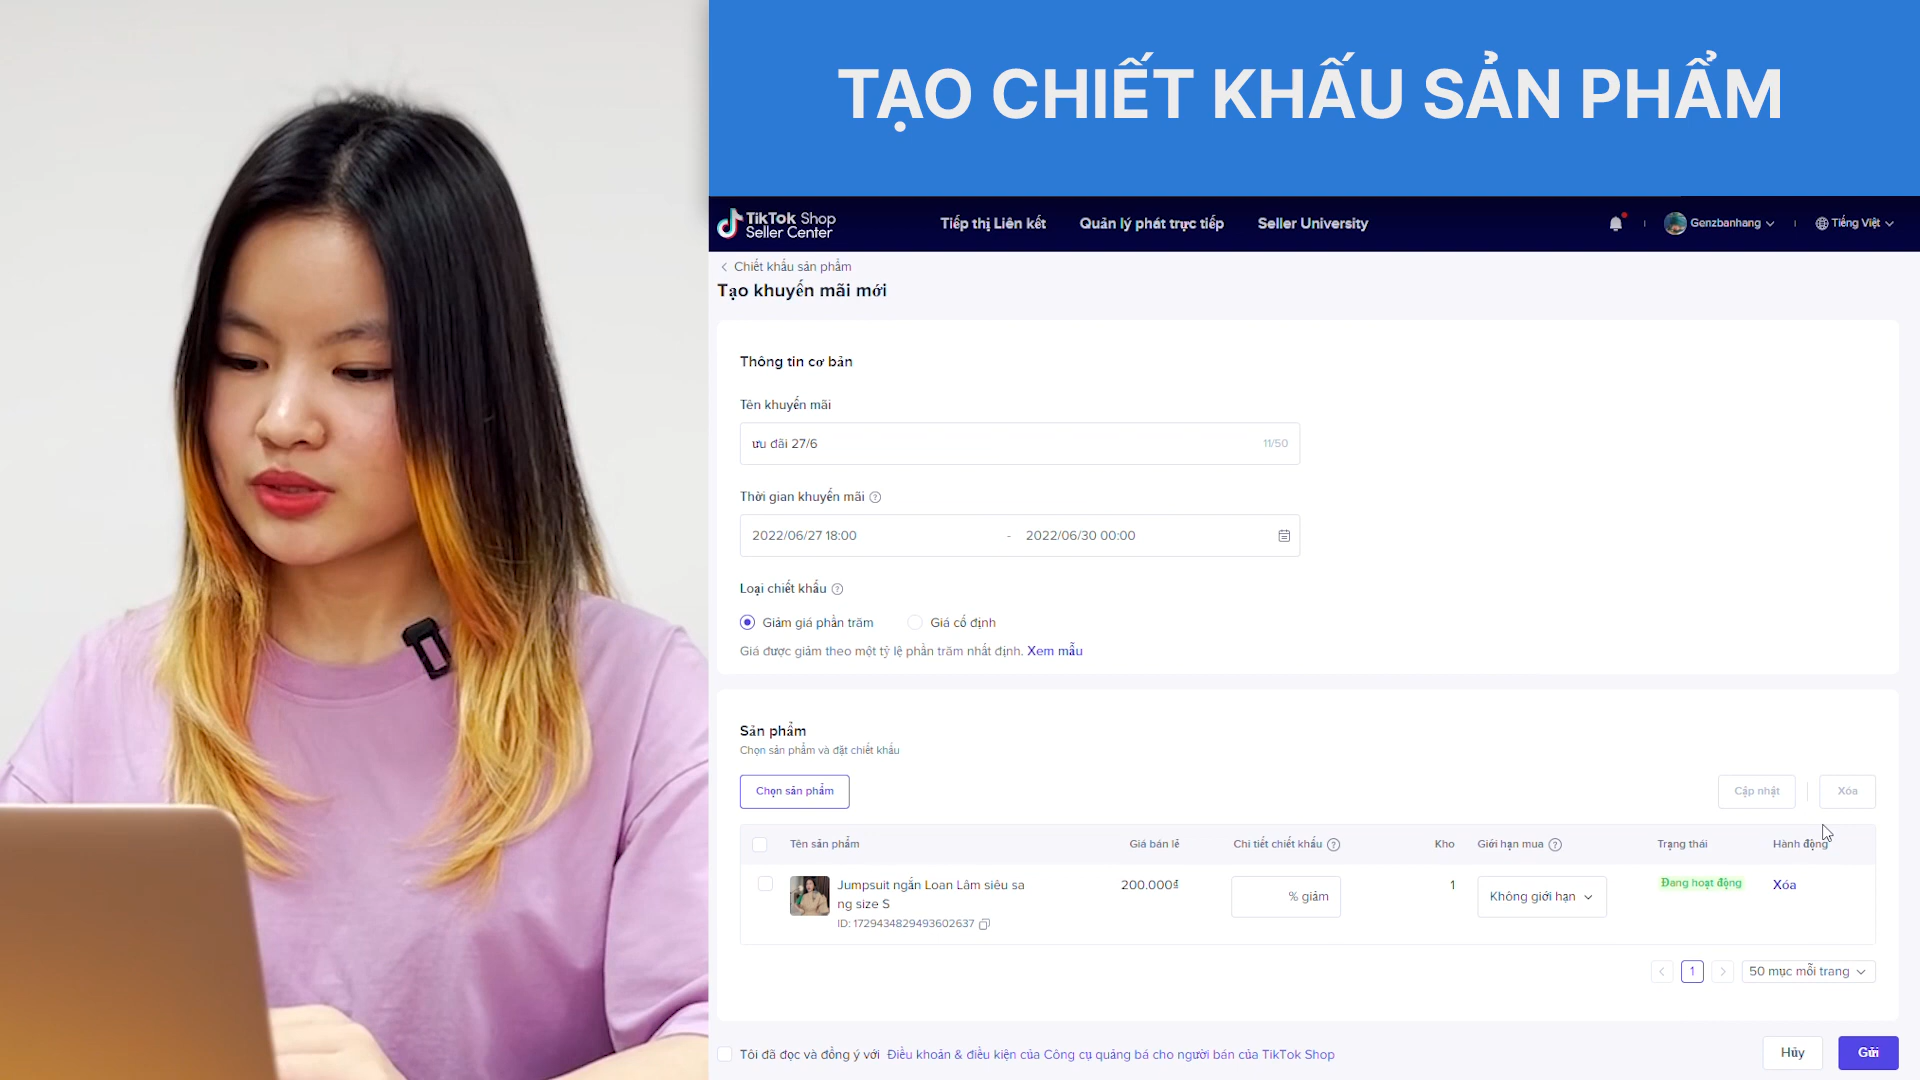 TẠO CHIẾT KHẤU SẢN PHẨM
TikTok Shop
Seller Center
Tiếp thị Liên kết
Quản lý phát trực tiếp
Seller University
Genzbanhang
Tiếng Việt
Chiết khấu sản phẩm
Tạo khuyến mãi mới
Thông tin cơ bản
Tên khuyến mãi
ưu đãi 27/6
11/50
Thời gian khuyến mãi
2022/06/27 18:00 - 2022/06/30 00:00
Loại chiết khấu
Giảm giá phần trăm
Giá cố định
Giá được giảm theo một tỷ lệ phần trăm nhất định. Xem mẫu
Sản phẩm
Chọn sản phẩm và đặt chiết khấu
Chọn sản phẩm
Cập nhật
Xóa
Tên sản phẩm
Giá bán lẻ
Chi tiết chiết khấu
Kho
Giới hạn mua
Trạng thái
Hành động
Jumpsuit ngắn Loan Lâm siêu sa
ng size S
ID: 1729434829493602637
200.000₫
% giảm
1
Không giới hạn
Đang hoạt động
Xóa
1
50 mục mỗi trang
Tôi đã đọc và đồng ý với Điều khoản & điều kiện của Công cụ quảng bá cho người bán của TikTok Shop
Hủy
Gửi